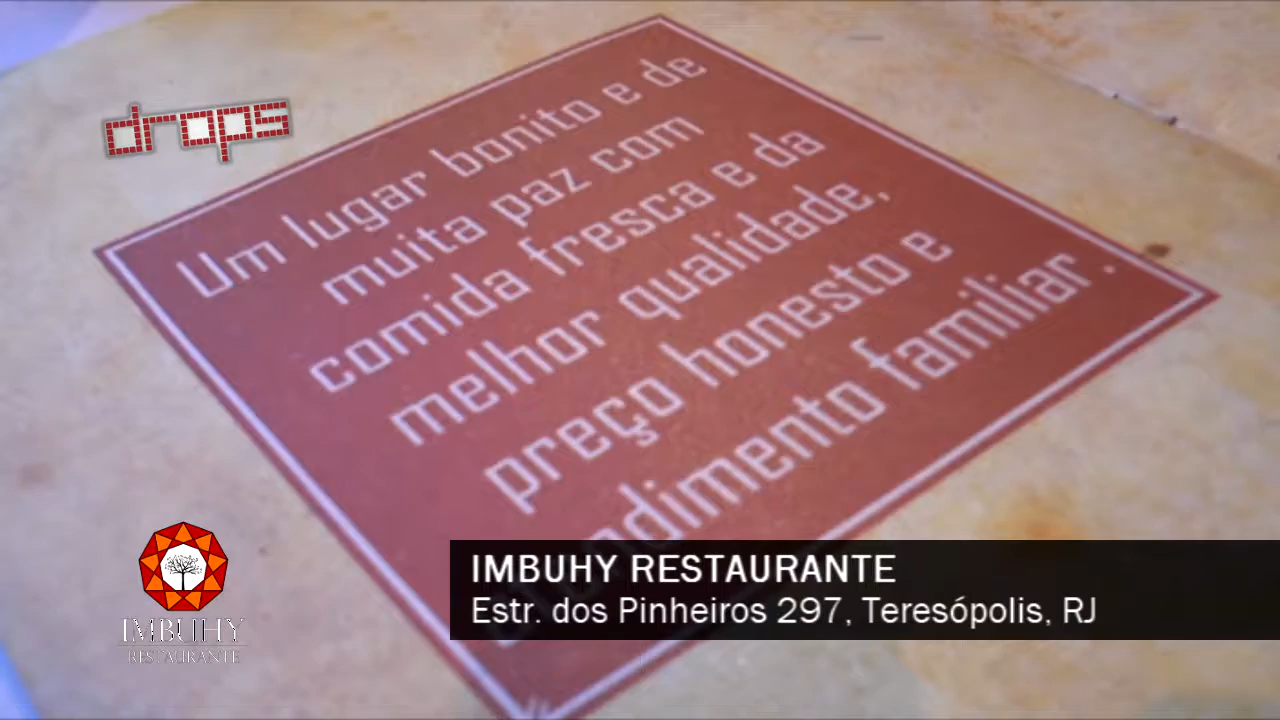 drops
Um lugar bonito e de
muita paz com
comida fresca e da
melhor qualidade,
preço honesto e
familiar.
IMBUHY RESTAURANTE
Estr. dos Pinheiros 297, Teresópolis, RJ
IMBUHY
RESTAURANTE